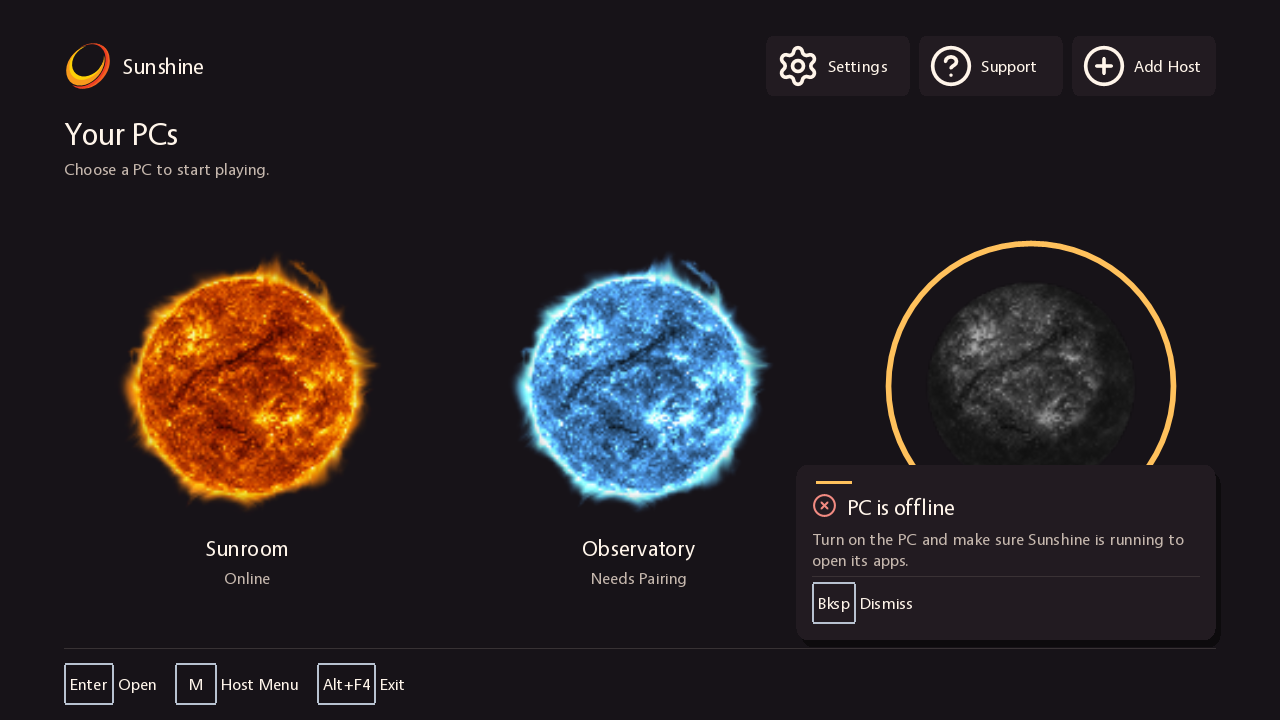 Sunshine
Settings
Support
Add Host
Your PCs
Choose a PC to start playing.
Sunroom
Online
Observatory
Needs Pairing
PC is offline
Turn on the PC and make sure Sunshine is running to
open its apps.
Bksp Dismiss
Enter Open
M Host Menu
Alt+F4 Exit